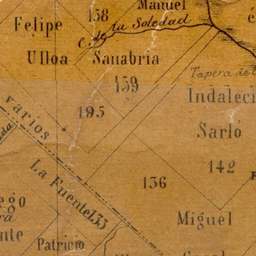 Manuel
158
Felipe
C. de la Soledad
Ulloa
Sanabria
Tapera de
159
Indaleci
195
varios
Sarló
142
La Fuente
136
133
Miguel
Patricio